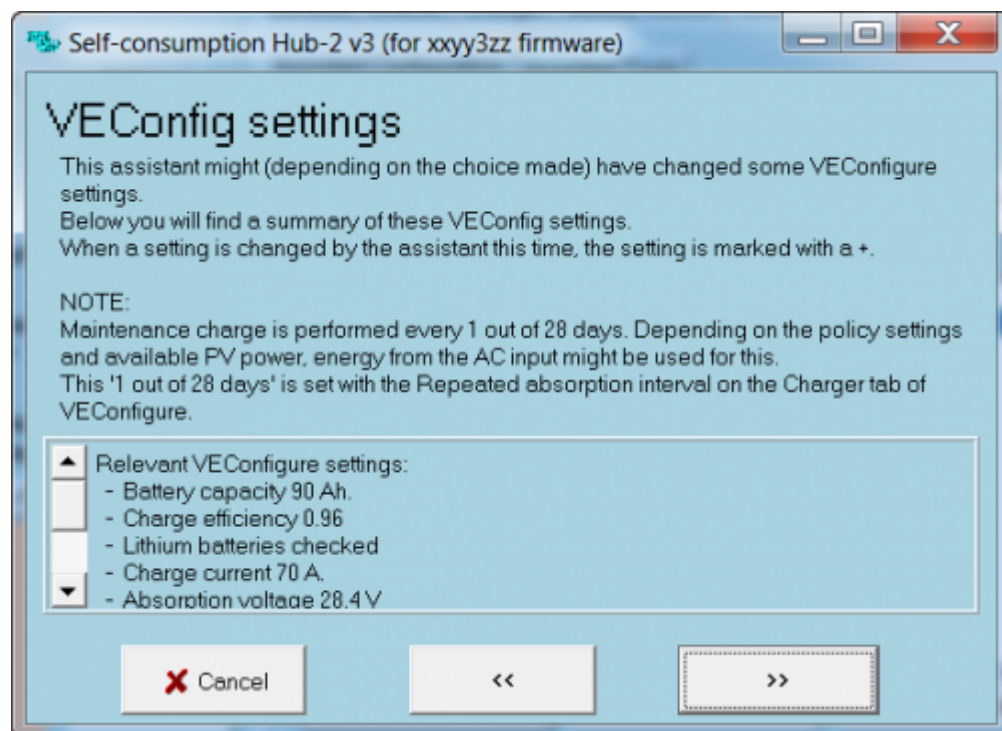 Self-consumption Hub-2 v3 (for xxyy3zz firmware)
VEConfig settings
This assistant might (depending on the choice made) have changed some VEConfigure
settings.
Below you will find a summary of these VEConfig settings.
When a setting is changed by the assistant this time, the setting is marked with a +.
NOTE:
Maintenance charge is performed every 1 out of 28 days. Depending on the policy settings
and available PV power, energy from the AC input might be used for this.
This '1 out of 28 days' is set with the Repeated absorption interval on the Charger tab of
VEConfigure.
Relevant VEConfigure settings:
- Battery capacity 90 Ah.
- Charge efficiency 0.96
- Lithium batteries checked
- Charge current 70 A.
- Absorption voltage 28.4 V
Cancel
<<
>>